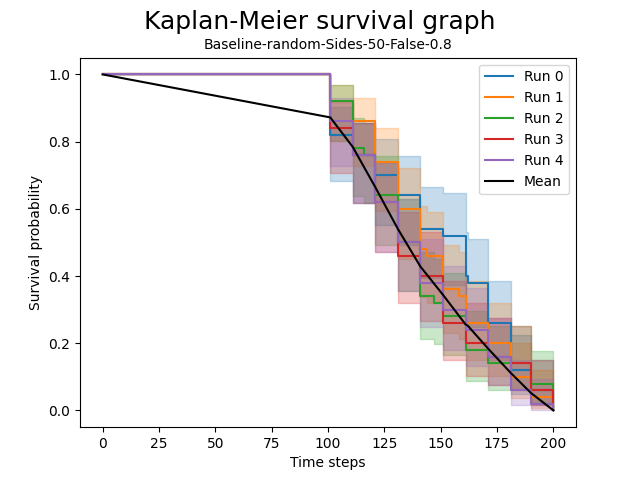 Kaplan-Meier survival graph
Baseline-random-Sides-50-False-0.8
Survival probability
1.0
0.8
0.6
0.4
0.2
0.0
Run 0
Run 1
Run 2
Run 3
Run 4
Mean
0 25 50 75 100 125 150 175 200
Time steps